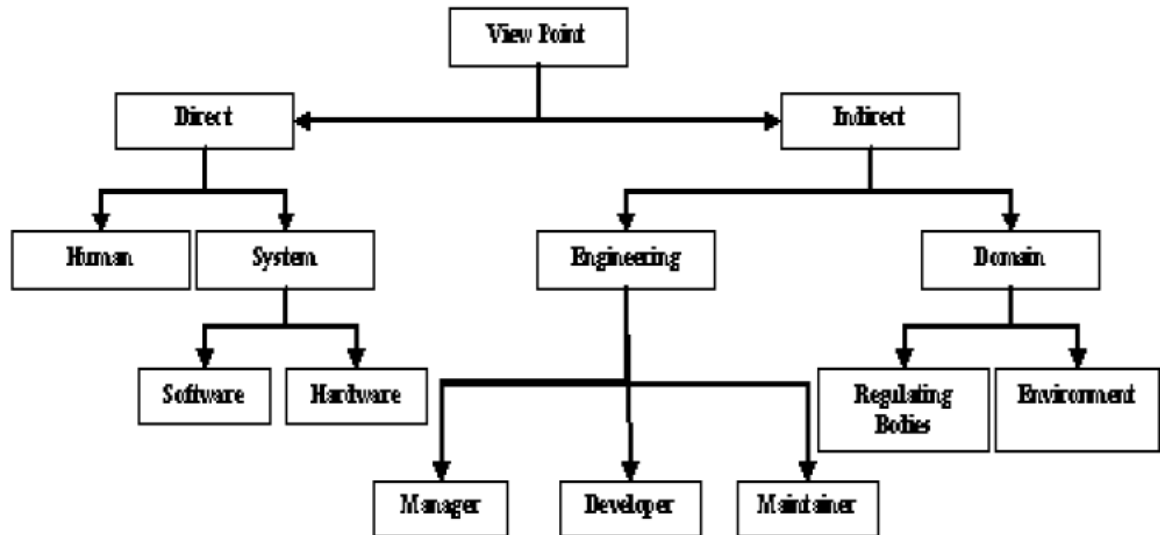 View Point
Direct
Indirect
Human
System
Engineering
Domain
Software
Hardware
Regulating
Bodies
Environment
Manager
Developer
Maintainer